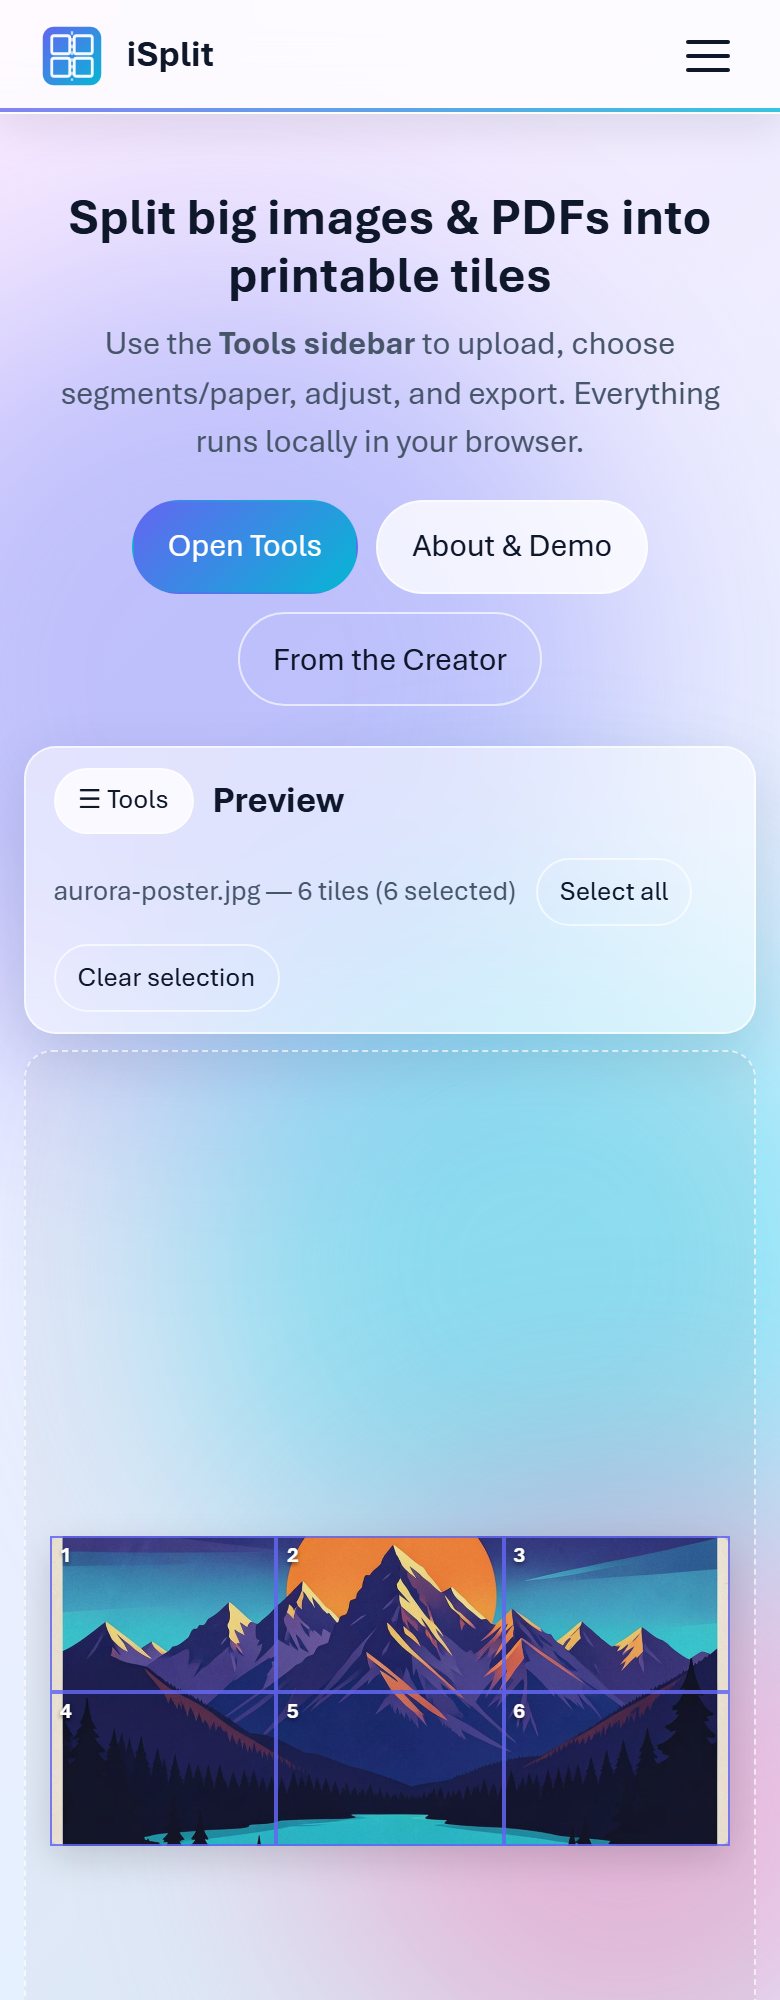 iSplit
Split big images & PDFs into
printable tiles
Use the Tools sidebar to upload, choose
segments/paper, adjust, and export. Everything
runs locally in your browser.
Open Tools
About & Demo
From the Creator
☰ Tools
Preview
aurora-poster.jpg — 6 tiles (6 selected)
Select all
Clear selection
1
2
3
4
5
6